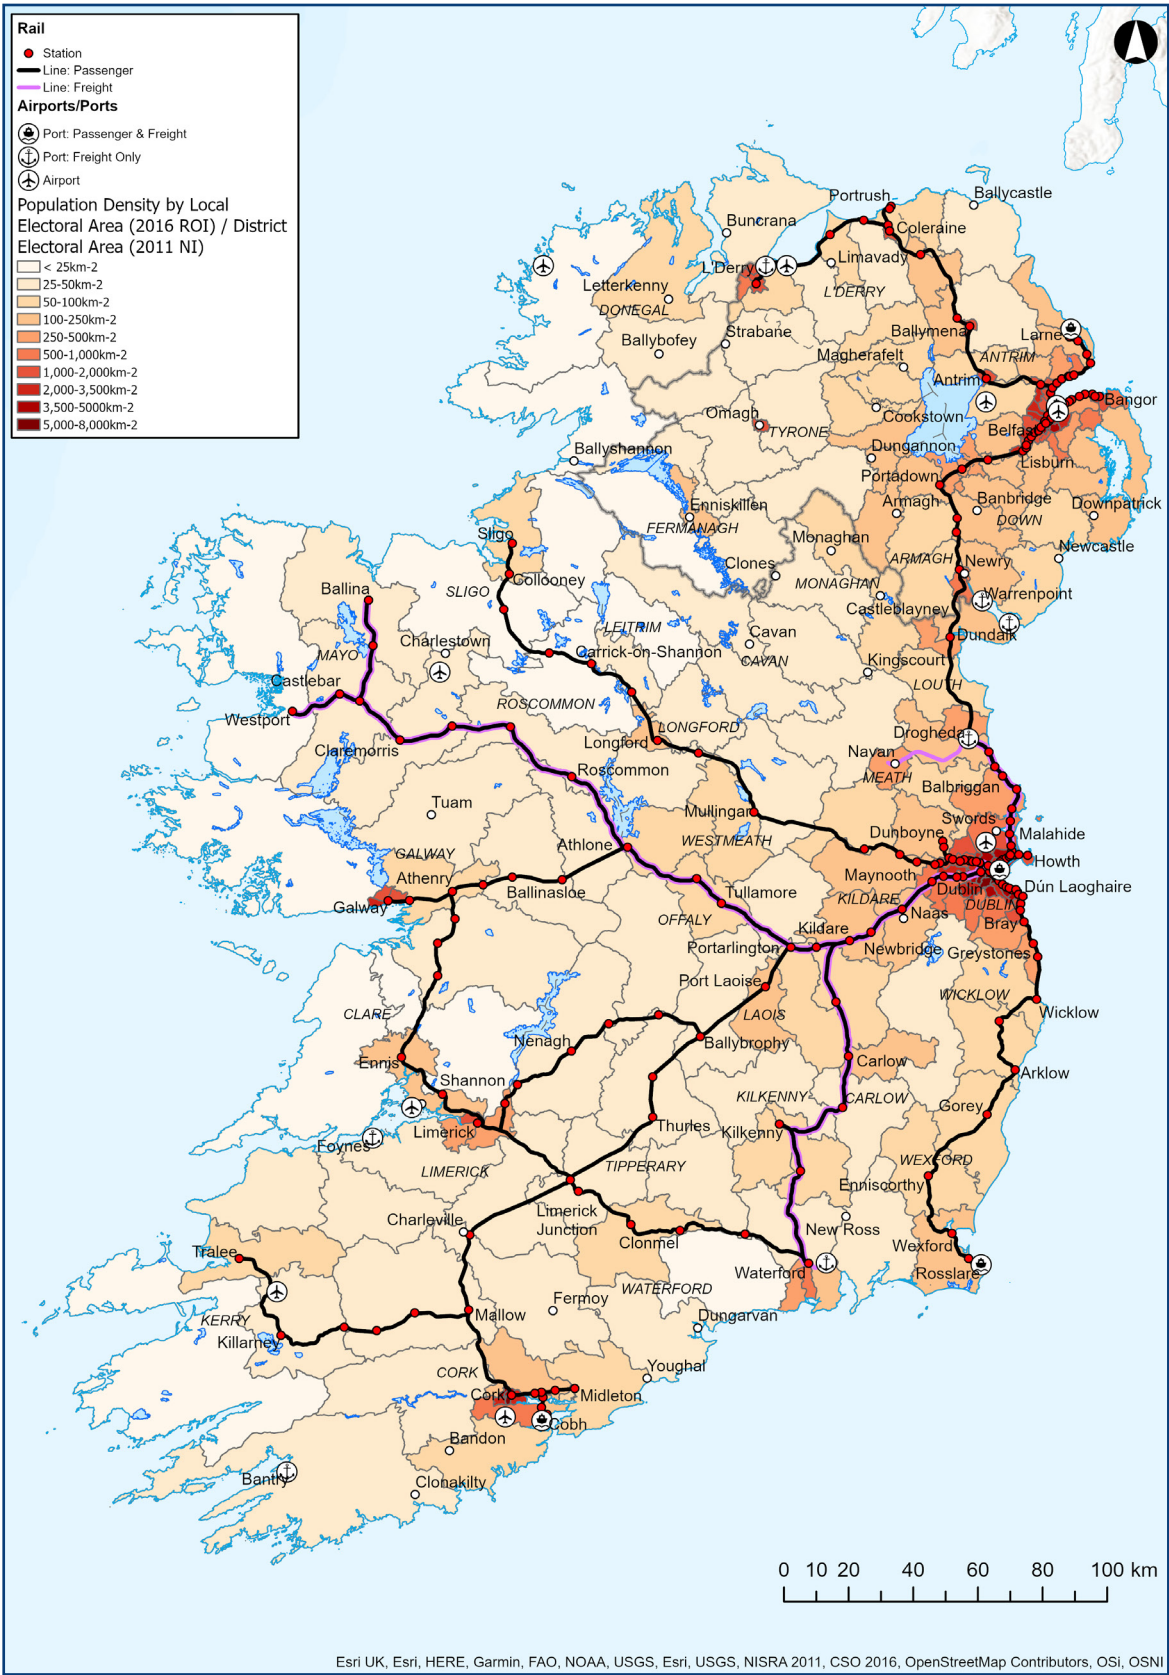 Rail
Station
Line: Passenger
Line: Freight
Airports/Ports
Port: Passenger & Freight
Port: Freight Only
Airport
Population Density by Local
Electoral Area (2016 ROI) / District
Electoral Area (2011 NI)
< 25km-2
25-50km-2
50-100km-2
100-250km-2
250-500km-2
500-1,000km-2
1,000-2,000km-2
2,000-3,500km-2
3,500-5000km-2
5,000-8,000km-2
Portrush
Ballycastle
Buncrana
Coleraine
L'Derry
Limavady
Letterkenny
L'DERRY
DONEGAL
Strabane
Ballymena
Larne
Ballybofey
Magherafelt
ANTRIM
Antrim
Bangor
Omagh
Cookstown
TYRONE
Belfast
Ballyshannon
Dungannon
Lisburn
Portadown
Enniskillen
Armagh
Banbridge
Downpatrick
FERMANAGH
DOWN
Sligo
Monaghan
Newcastle
Clones
ARMAGH
Newry
Collooney
MONAGHAN
Ballina
SLIGO
Castleblayney
Warrenpoint
LEITRIM
Cavan
Dundalk
Charlestown
Carrick-on-Shannon
MAYO
CAVAN
Kingscourt
Castlebar
LOUTH
ROSCOMMON
Westport
LONGFORD
Drogheda
Claremorris
Longford
Navan
Roscommon
MEATH
Balbriggan
Tuam
Mullingar
Swords
Dunboyne
Malahide
WESTMEATH
Athlone
GALWAY
Howth
Athenry
Maynooth
Ballinasloe
Tullamore
Dublin
Dún Laoghaire
KILDARE
DUBLIN
Galway
Naas
OFFALY
Kildare
Bray
Portarlington
Newbridge
Greystones
Port Laoise
WICKLOW
CLARE
LAOIS
Wicklow
Nenagh
Ballybrophy
Ennis
Carlow
Arklow
Shannon
KILKENNY
CARLOW
Gorey
Limerick
Thurles
Kilkenny
Foynes
LIMERICK
TIPPERARY
WEXFORD
Enniscorthy
Limerick
Junction
Charleville
New Ross
Clonmel
Wexford
Tralee
Waterford
Rosslare
WATERFORD
Fermoy
KERRY
Mallow
Dungarvan
Killarney
Youghal
CORK
Cork
Midleton
Cobh
Bandon
Bantry
Clonakilty
0 10 20 40 60 80 100 km
Esri UK, Esri, HERE, Garmin, FAO, NOAA, USGS, Esri, USGS, NISRA 2011, CSO 2016, OpenStreetMap Contributors, OSi, OSNI